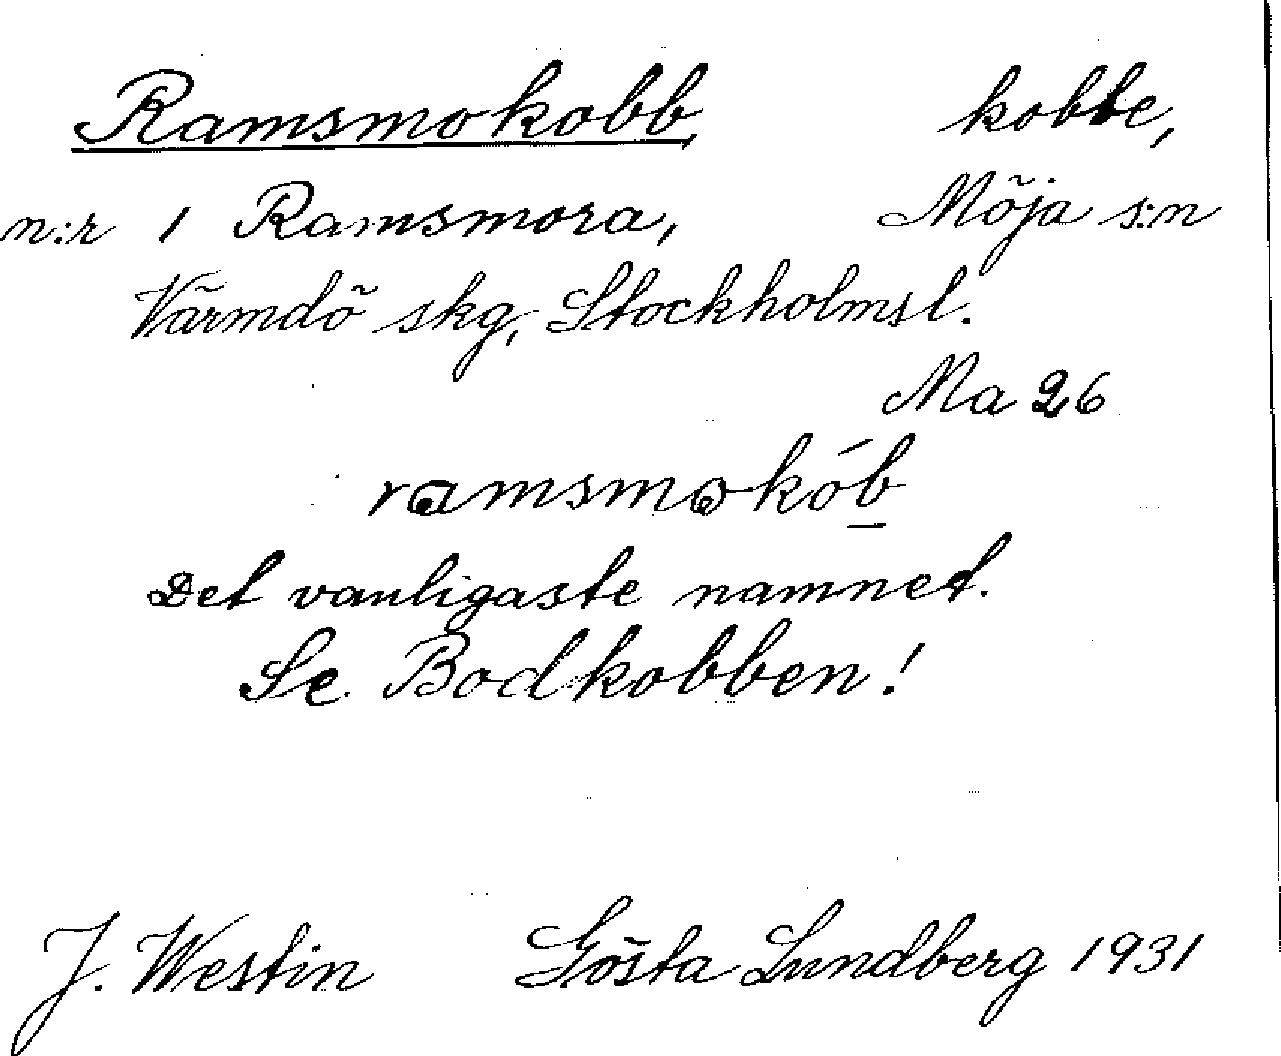 Ramsmokobb, kobbe,
n:r 1 Ramsmora, Möja s:n
Värmdö skg, Stockholmsl.
Ma 26
ramsmokób
Det vanligaste namnet.
Se Bodkobben!
J. Westin Gösta Lundberg 1931